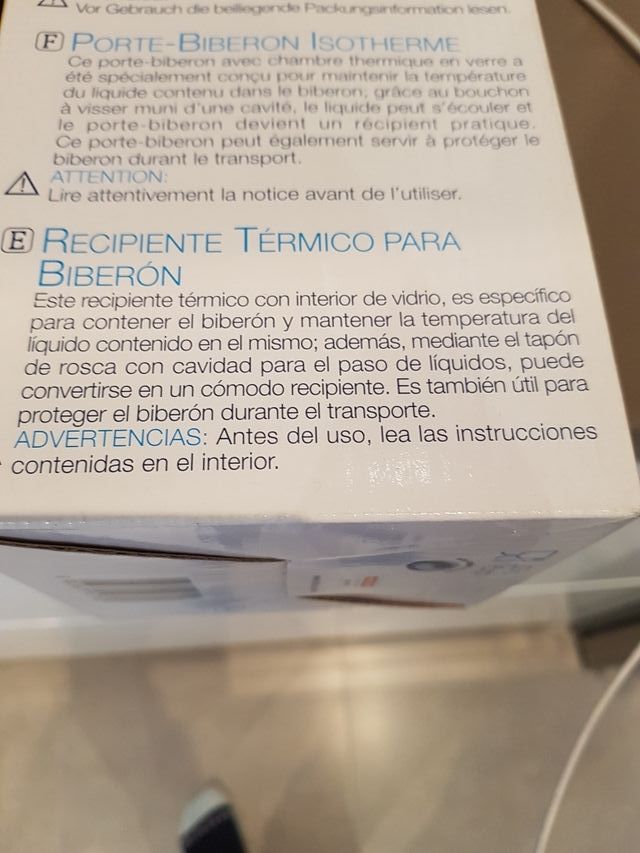 Vor Gebrauch die beiliegende Packungsinformation lesen.
F PORTE-BIBERON ISOTHERME
Ce porte-biberon avec chambre thermique en verre a
été spécialement conçu pour maintenir la température
du liquide contenu dans le biberon; grâce au bouchon
à visser muni d'une cavité, le liquide peut s'écouler et
le porte-biberon devient un récipient pratique.
Ce porte-biberon peut également servir à protéger le
biberon durant le transport.
ATTENTION:
Lire attentivement la notice avant de l'utiliser.
E RECIPIENTE TÉRMICO PARA
BIBERÓN
Este recipiente térmico con interior de vidrio, es específico
para contener el biberón y mantener la temperatura del
líquido contenido en el mismo; además, mediante el tapón
de rosca con cavidad para el paso de líquidos, puede
convertirse en un cómodo recipiente. Es también útil para
proteger el biberón durante el transporte.
ADVERTENCIAS: Antes del uso, lea las instrucciones
contenidas en el interior.